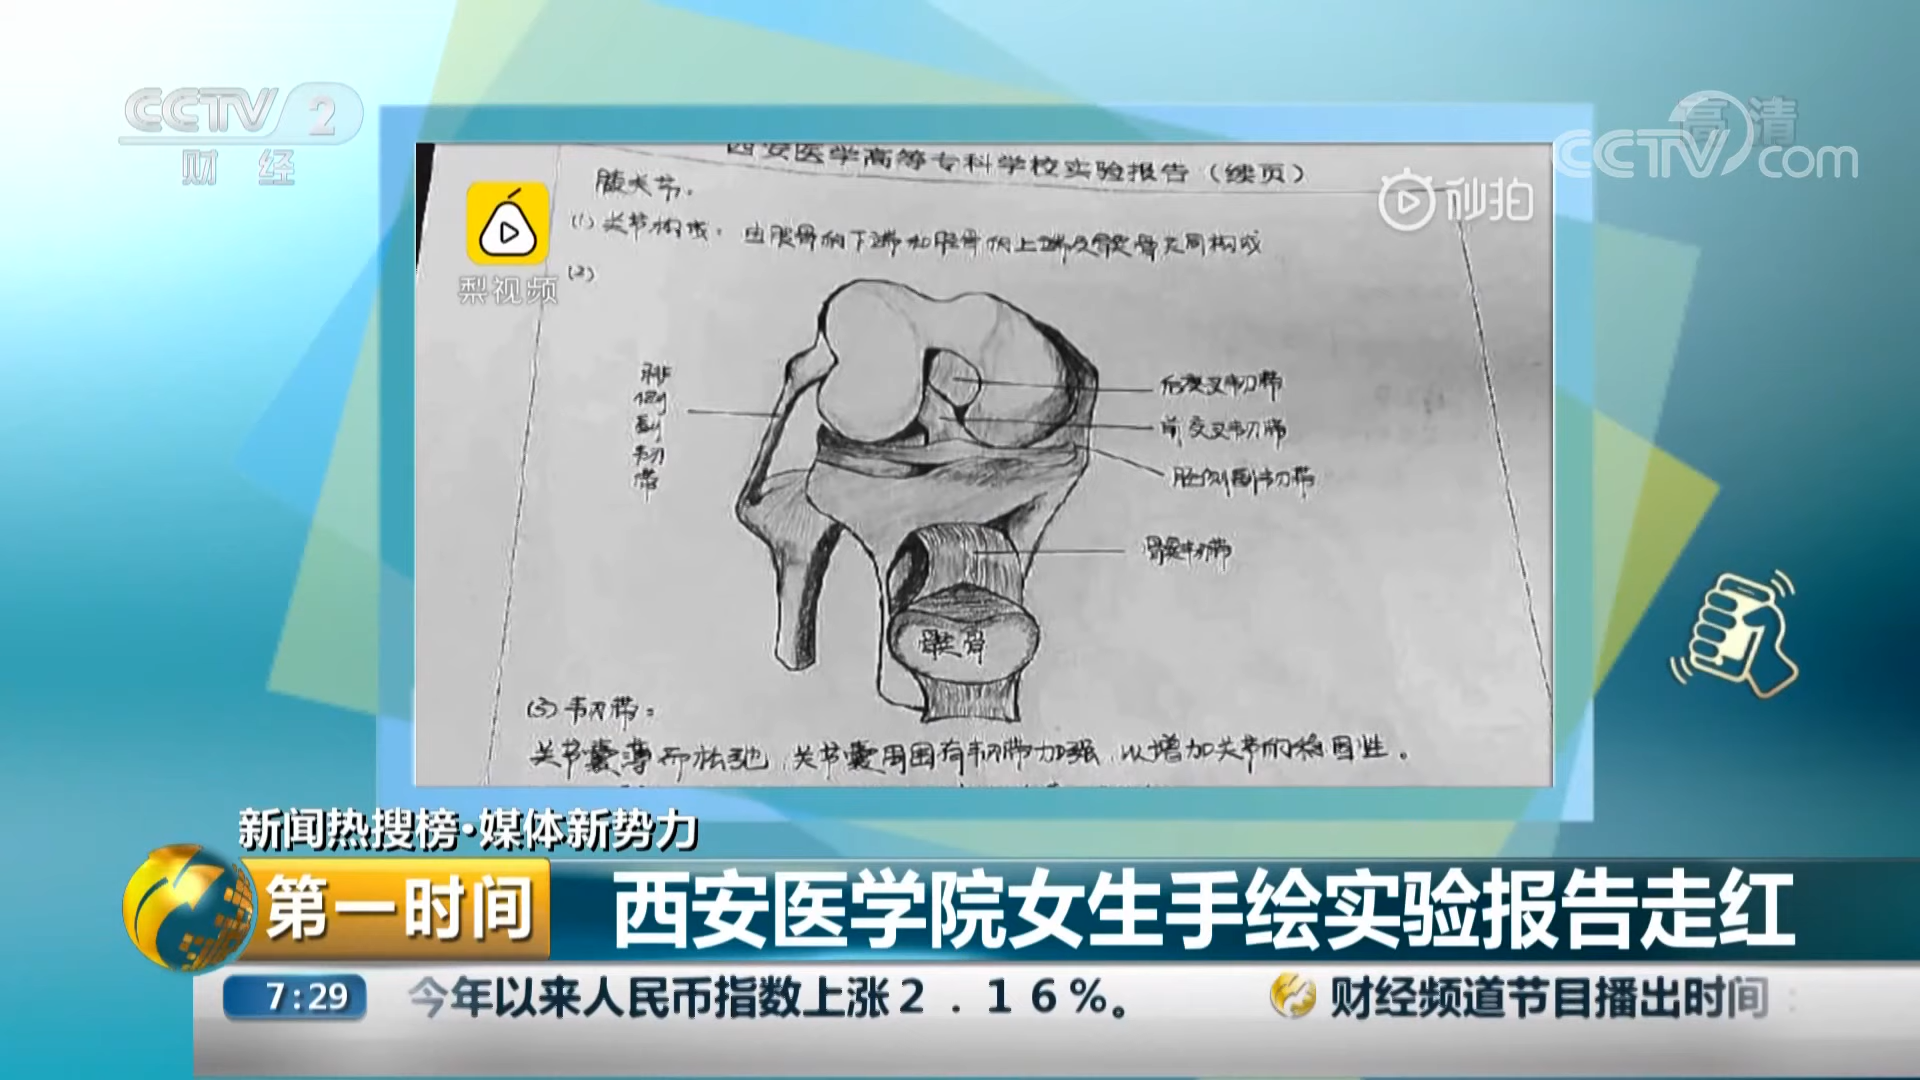 CCTV 2
财 经
高清
CCTV.com
西安医学高等专科学校实验报告（续页）
秒拍
梨视频
膝关节.
(1) 关节构成: 由股骨的下端和胫骨的上端及髌骨共同构成
(2)
腓侧副韧带
后交叉韧带
前交叉韧带
胫侧副韧带
髌韧带
髌骨
(3) 韧带:
关节囊薄而松弛,关节囊周围有韧带加强,以增加关节的稳固性。
新闻热搜榜·媒体新势力
第一时间
西安医学院女生手绘实验报告走红
7:29
今年以来人民币指数上涨2.16%。
财经频道节目播出时间: